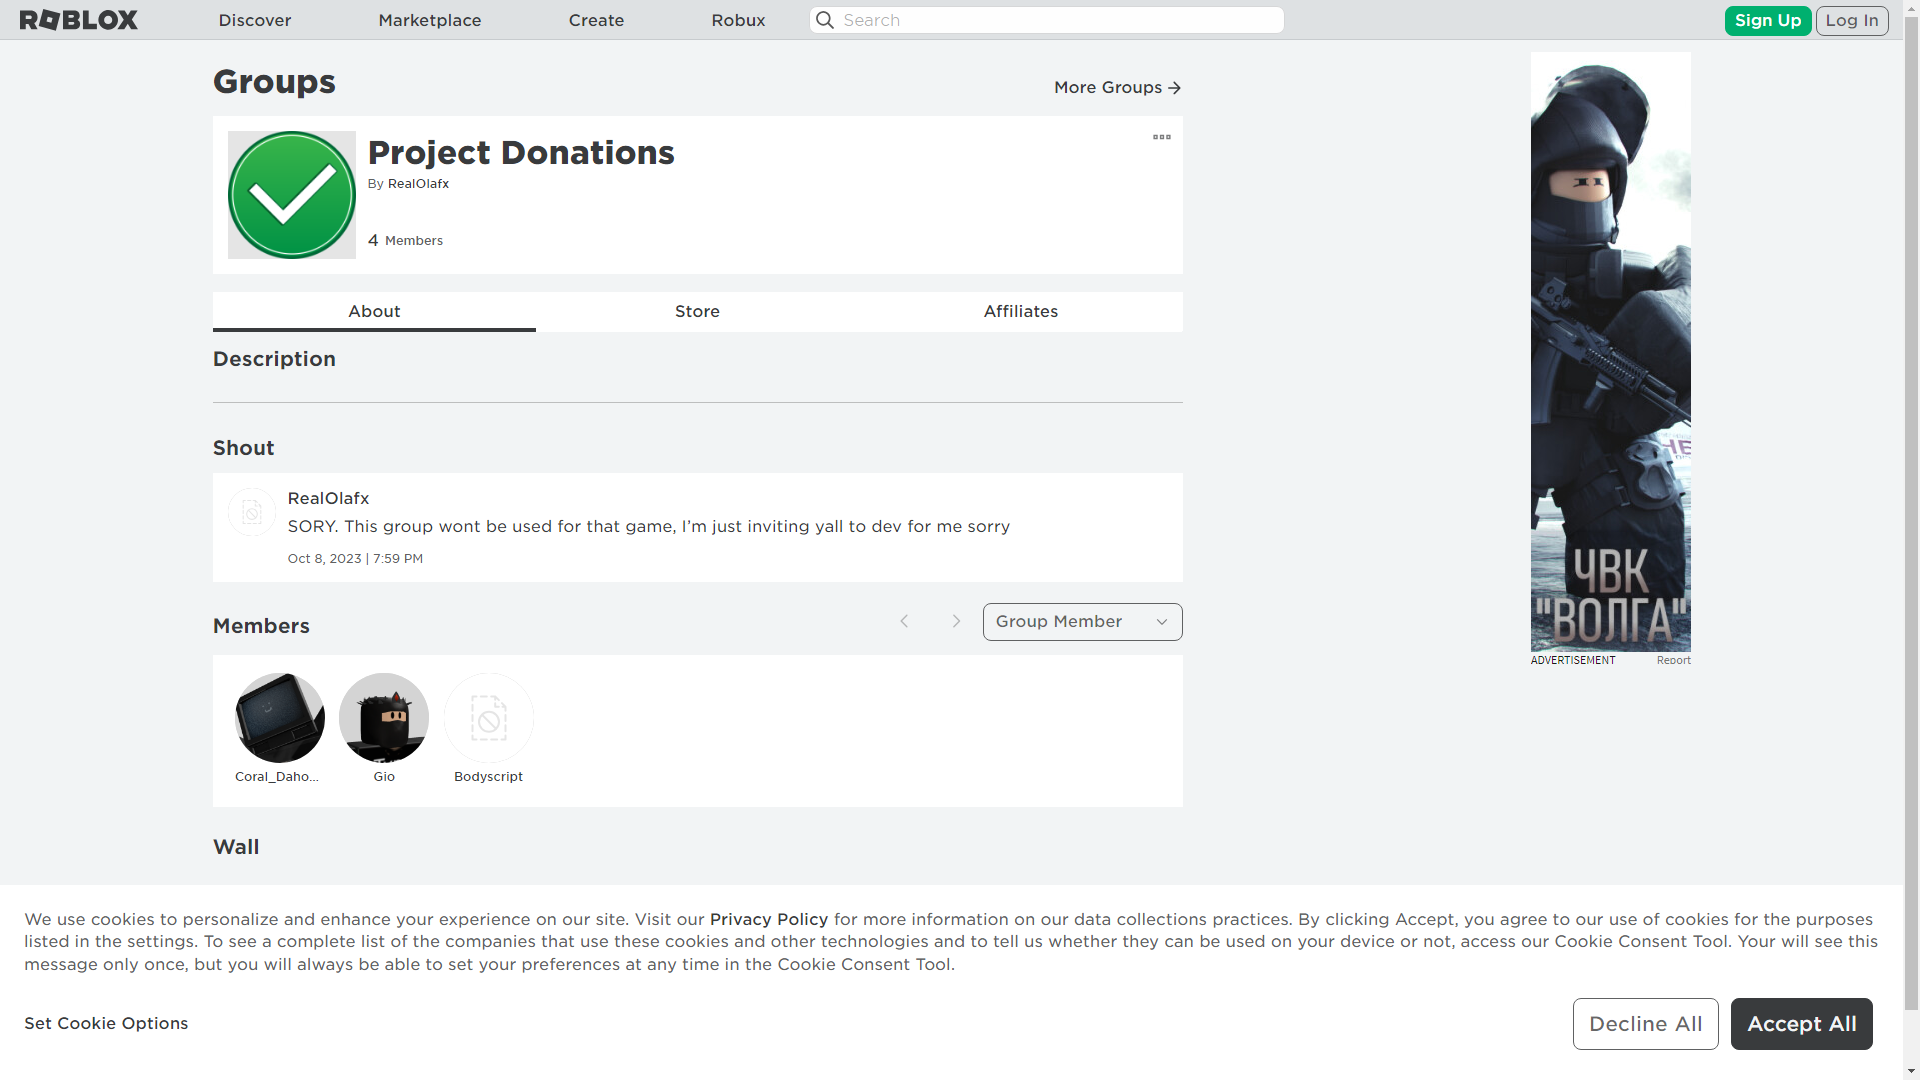 ROBLOX
Discover
Marketplace
Create
Robux
Search
Sign Up
Log In
Groups
More Groups
Project Donations
By RealOlafx
4 Members
About
Store
Affiliates
Description
Shout
RealOlafx
SORY. This group wont be used for that game, I'm just inviting yall to dev for me sorry
Oct 8, 2023 | 7:59 PM
Members
Group Member
Coral_Daho...
Gio
Bodyscript
Wall
ЧВК
"ВОЛГА"
ADVERTISEMENT
Report
We use cookies to personalize and enhance your experience on our site. Visit our Privacy Policy for more information on our data collections practices. By clicking Accept, you agree to our use of cookies for the purposes
listed in the settings. To see a complete list of the companies that use these cookies and other technologies and to tell us whether they can be used on your device or not, access our Cookie Consent Tool. Your will see this
message only once, but you will always be able to set your preferences at any time in the Cookie Consent Tool.
Set Cookie Options
Decline All
Accept All